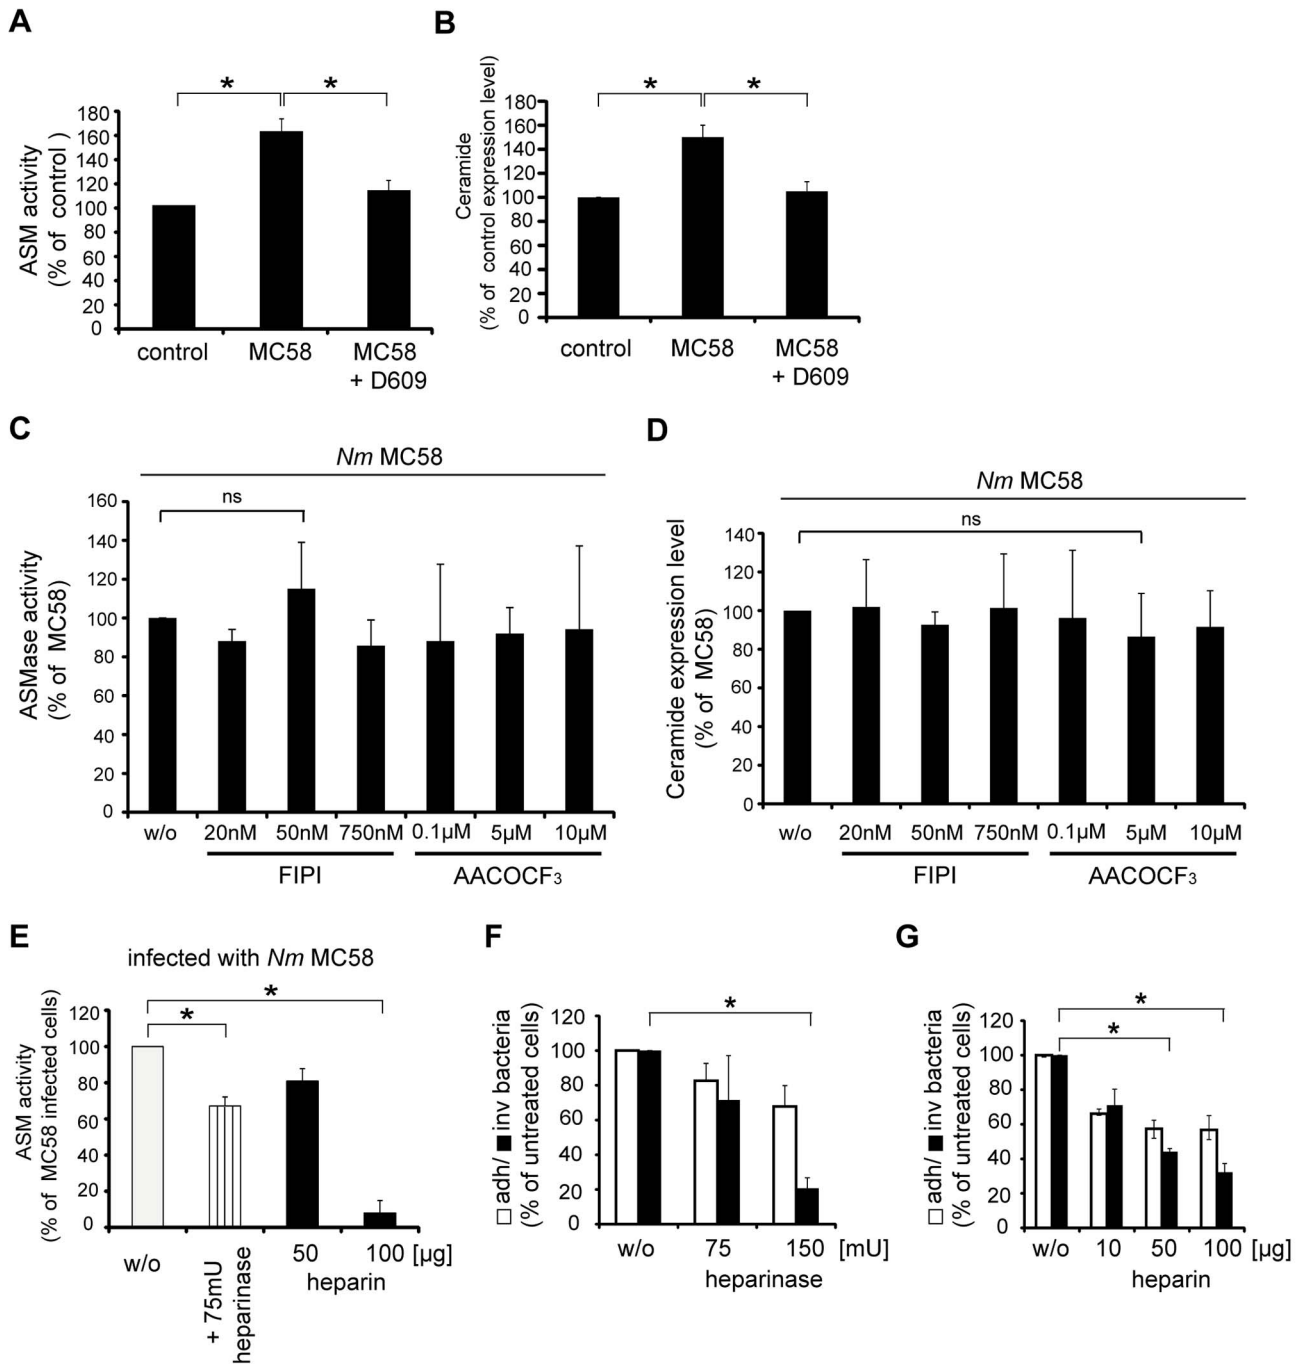 A
ASM activity
(% of control )
180
160
140
120
100
80
60
40
20
0
*
*
control
MC58
MC58
+ D609
B
Ceramide
(% of control expression level)
180
160
140
120
100
80
60
40
20
0
*
*
control
MC58
MC58
+ D609
C
Nm MC58
ASMase activity
(% of MC58)
160
140
120
100
80
60
40
20
0
ns
w/o
20nM
50nM
750nM
0.1µM
5µM
10µM
FIPI
AACOCF3
D
Nm MC58
Ceramide expression level
(% of MC58)
140
120
100
80
60
40
20
0
ns
w/o
20nM
50nM
750nM
0.1µM
5µM
10µM
FIPI
AACOCF3
E
infected with Nm MC58
ASM activity
(% of MC58 infected cells)
120
100
80
60
40
20
0
*
*
w/o
+ 75mU
heparinase
50
100 [µg]
heparin
F
adh/ inv bacteria
(% of untreated cells)
120
100
80
60
40
20
0
*
w/o
75
150 [mU]
heparinase
G
adh/ inv bacteria
(% of untreated cells)
120
100
80
60
40
20
0
*
*
w/o
10
50
100 [µg]
heparin